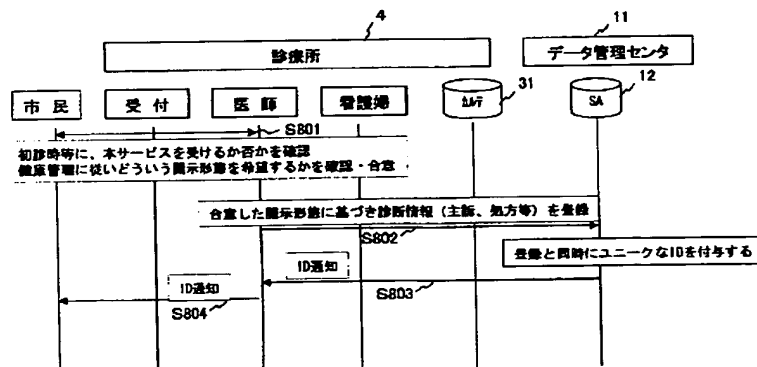 4
11
診療所
データ管理センタ
12
31
市民
受付
医師
看護婦
カルテ
SA
S801
初診時等に、本サービスを受けるか否かを確認
健康管理に従いどういう開示形態を希望するかを確認・合意
合意した開示形態に基づき診断情報(主訴、処方等)を登録
S802
登録と同時にユニークなIDを付与する
ID通知
ID通知
S803
S804